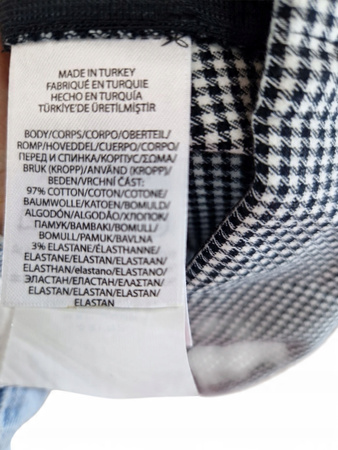 MADE IN TURKEY
FABRIQUÉ EN TURQUIE
HECHO EN TURQUÍA
TÜRKİYE'DE ÜRETİLMİŞTİR
BODY/CORPS/CORPO/OBERTEIL/
ROMP/HOVEDDEL/CUERPO/CORPO/
ПЕРЕД И СПИНКА/KOPПYC/ΣΩΜΑ/
BRUK (KROPP)/ANVÄND (KROPP)/
BEDEN/VRCHNÍ ČÁST:
97% COTTON/COTON/COTONE/
BAUMWOLLE/KATOEN/BOMULD/
ALGODÓN/ALGODÃO/ХЛОПОК/
ПАМУК/ΒΑΜΒΑΚΙ/BOMULL/
BOMULL/PAMUK/BAVLNA
3% ELASTANE/ÉLASTHANNE/
ELASTANE/ELASTAN/ELASTAAN/
ELASTHAN/elastano/ELASTANO/
ЭЛАСТАН/ЕЛАСТАН/ΕΛΑΣΤΑΝ/
ELASTAN/ELASTAN/ELASTAN/
ELASTAN